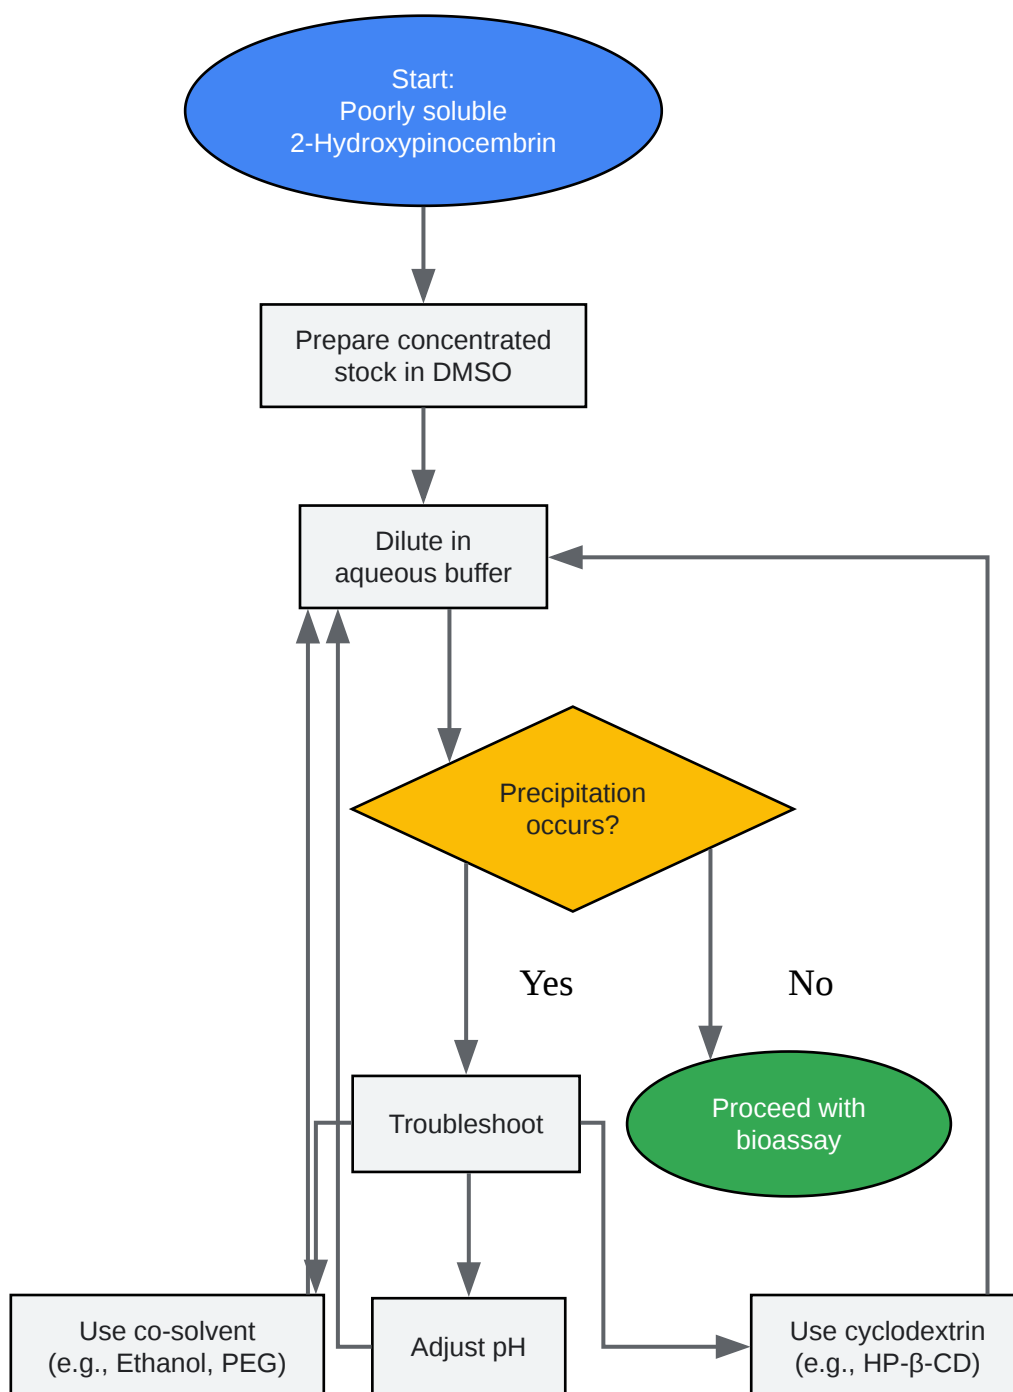 Start:
Poorly soluble
2-Hydroxypinocembrin
Prepare concentrated
stock in DMSO
Dilute in
aqueous buffer
Precipitation
occurs?
Yes
No
Troubleshoot
Proceed with
bioassay
Use co-solvent
(e.g., Ethanol, PEG)
Adjust pH
Use cyclodextrin
(e.g., HP-β-CD)